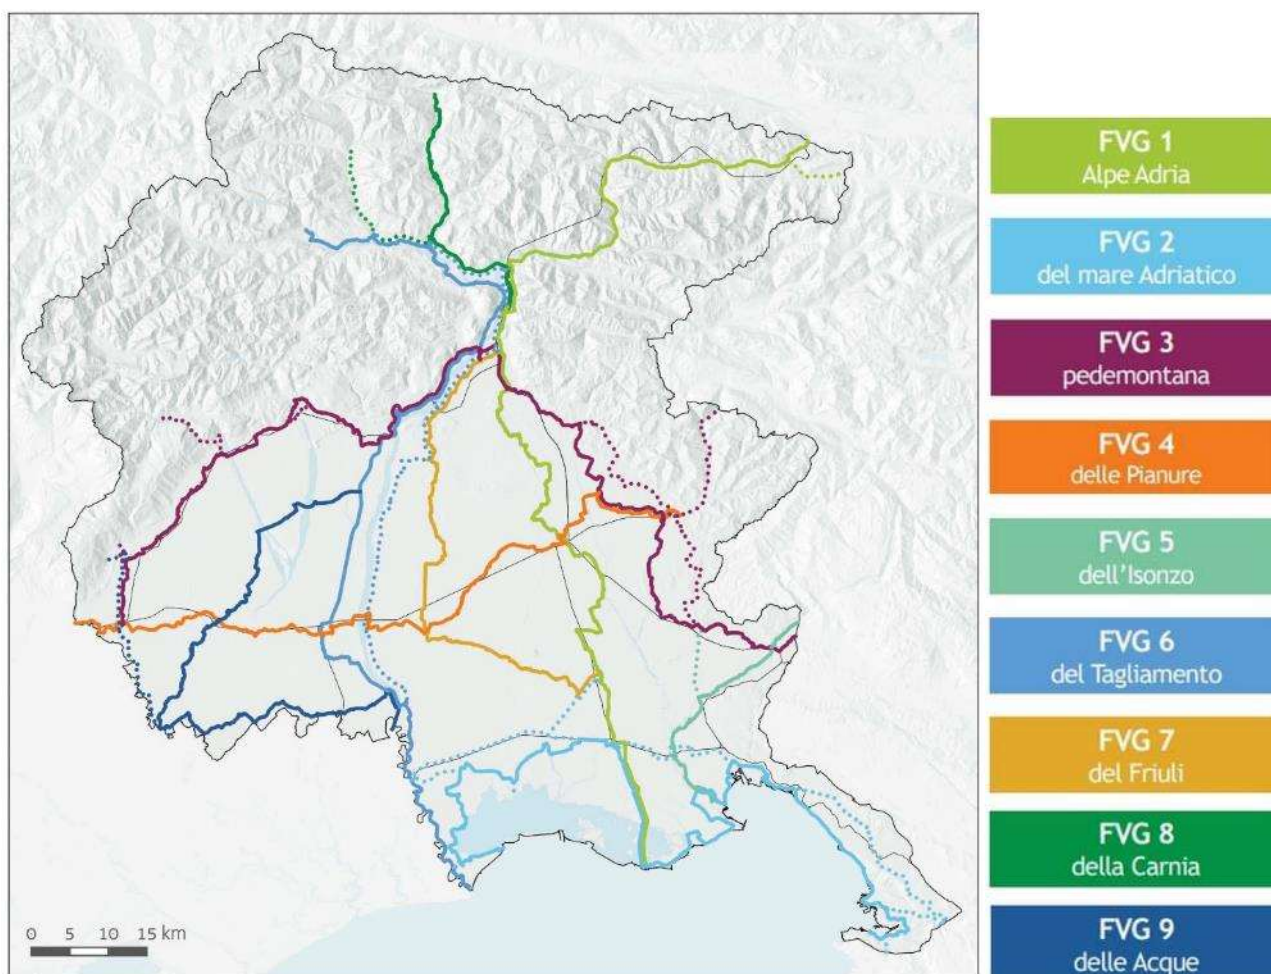 FVG 1
Alpe Adria
FVG 2
del mare Adriatico
FVG 3
pedemontana
FVG 4
delle Pianure
FVG 5
dell'Isonzo
FVG 6
del Tagliamento
FVG 7
del Friuli
FVG 8
della Carnia
FVG 9
delle Acque
0 5 10 15 km